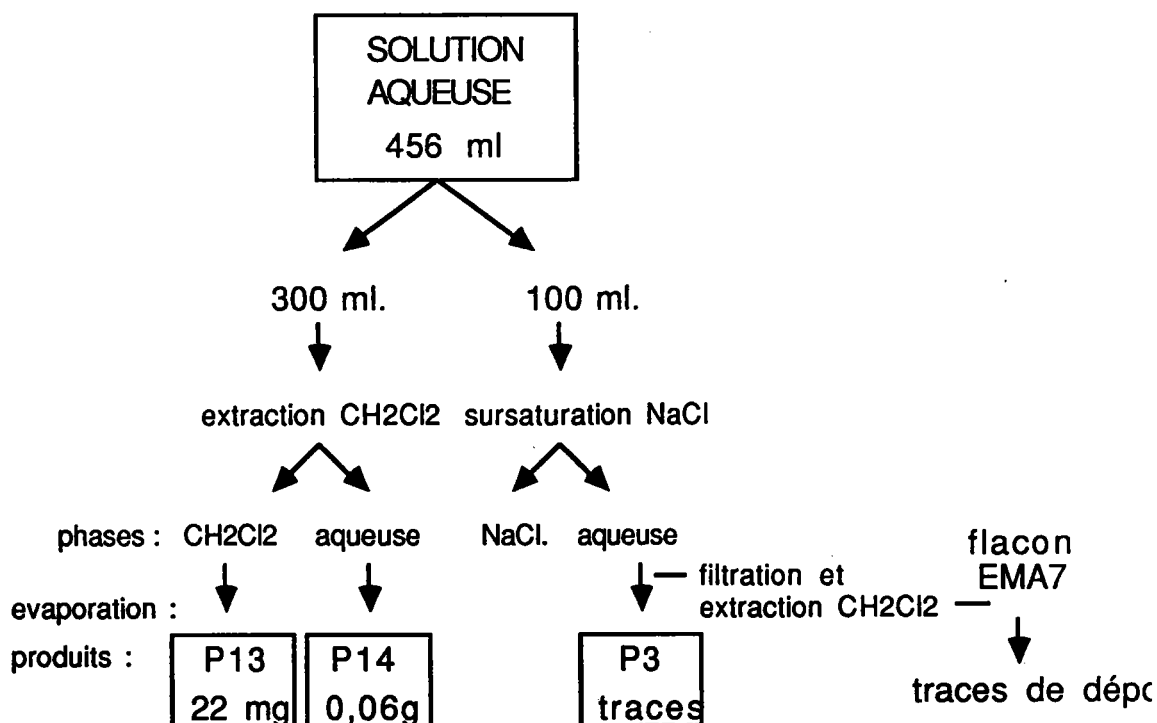 SOLUTION
AQUEUSE
456 ml
300 ml. 100 ml.
extraction CH2Cl2 sursaturation NaCl
phases : CH2Cl2 aqueuse NaCl. aqueuse
flacon
EMA7
filtration et
extraction CH2Cl2
evaporation :
produits : P13 P14 P3
22 mg 0,06g traces
traces de dépo